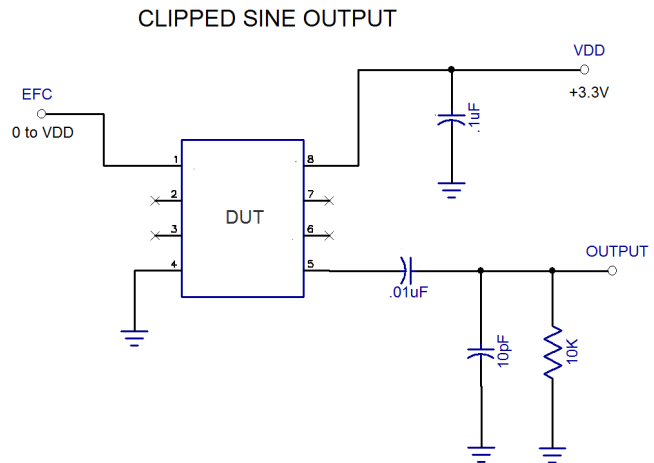 CLIPPED SINE OUTPUT
VDD
+3.3V
EFC
0 to VDD
.1uF
1
8
2
7
DUT
3
6
4
5
OUTPUT
.01uF
10pF
10K